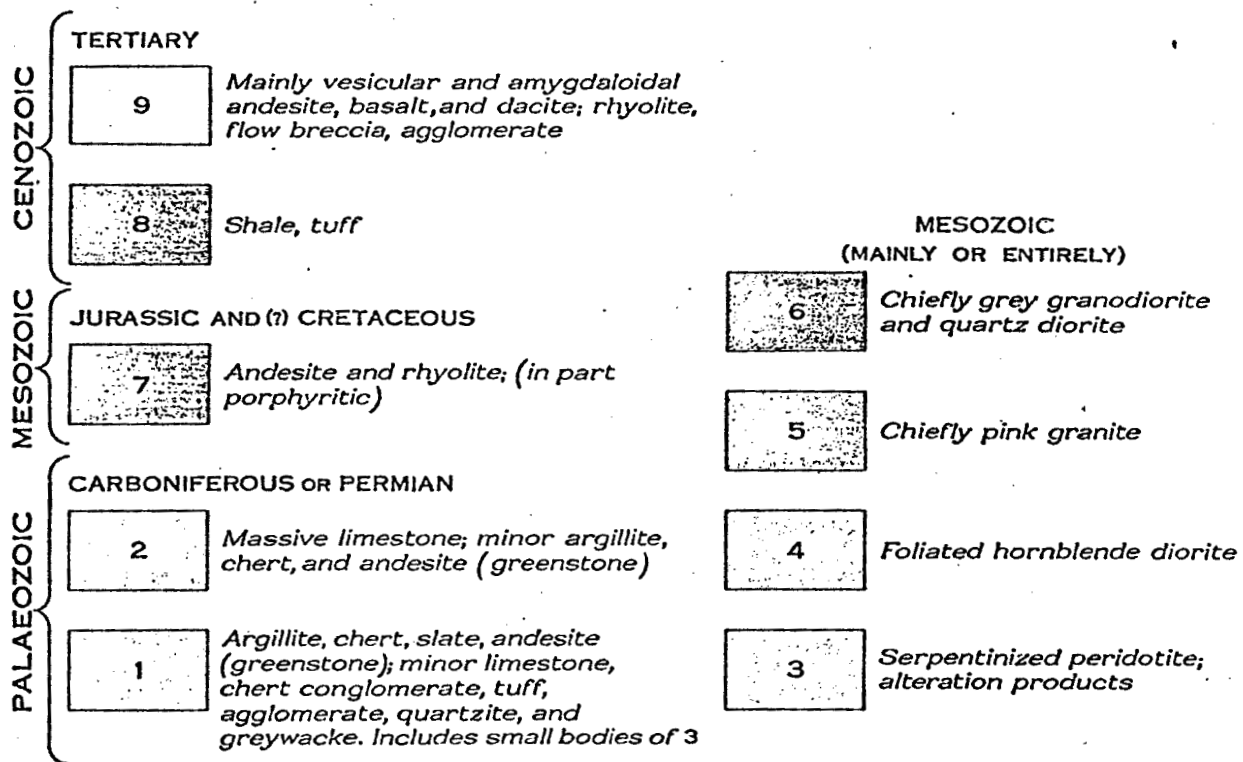 CENOZOIC
TERTIARY
9
Mainly vesicular and amygdaloidal
andesite, basalt, and dacite; rhyolite,
flow breccia, agglomerate
8
Shale, tuff
MESOZOIC
JURASSIC AND (?) CRETACEOUS
7
Andesite and rhyolite; (in part
porphyritic)
PALAEOZOIC
CARBONIFEROUS OR PERMIAN
2
Massive limestone; minor argillite,
chert, and andesite (greenstone)
1
Argillite, chert, slate, andesite
(greenstone); minor limestone,
chert conglomerate, tuff,
agglomerate, quartzite, and
greywacke. Includes small bodies of 3
MESOZOIC
(MAINLY OR ENTIRELY)
6
Chiefly grey granodiorite
and quartz diorite
5
Chiefly pink granite
4
Foliated hornblende diorite
3
Serpentinized peridotite;
alteration products